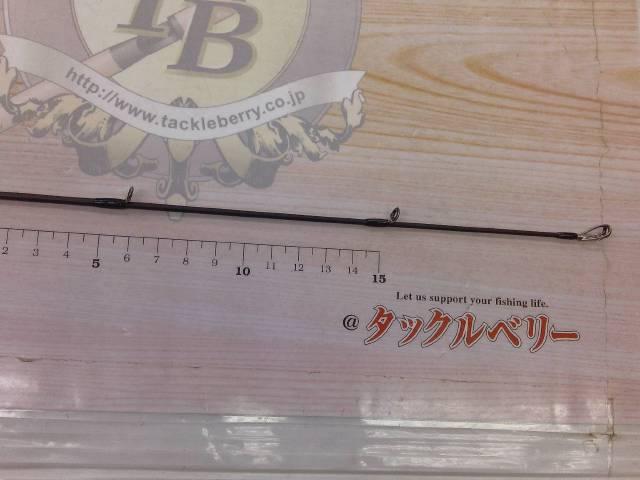 TB
http://www.tackleberry.co.jp
2 3 4 5 6 7 8 9 10 11 12 13 14 15
Let us support your fishing life.
@タックルベリー